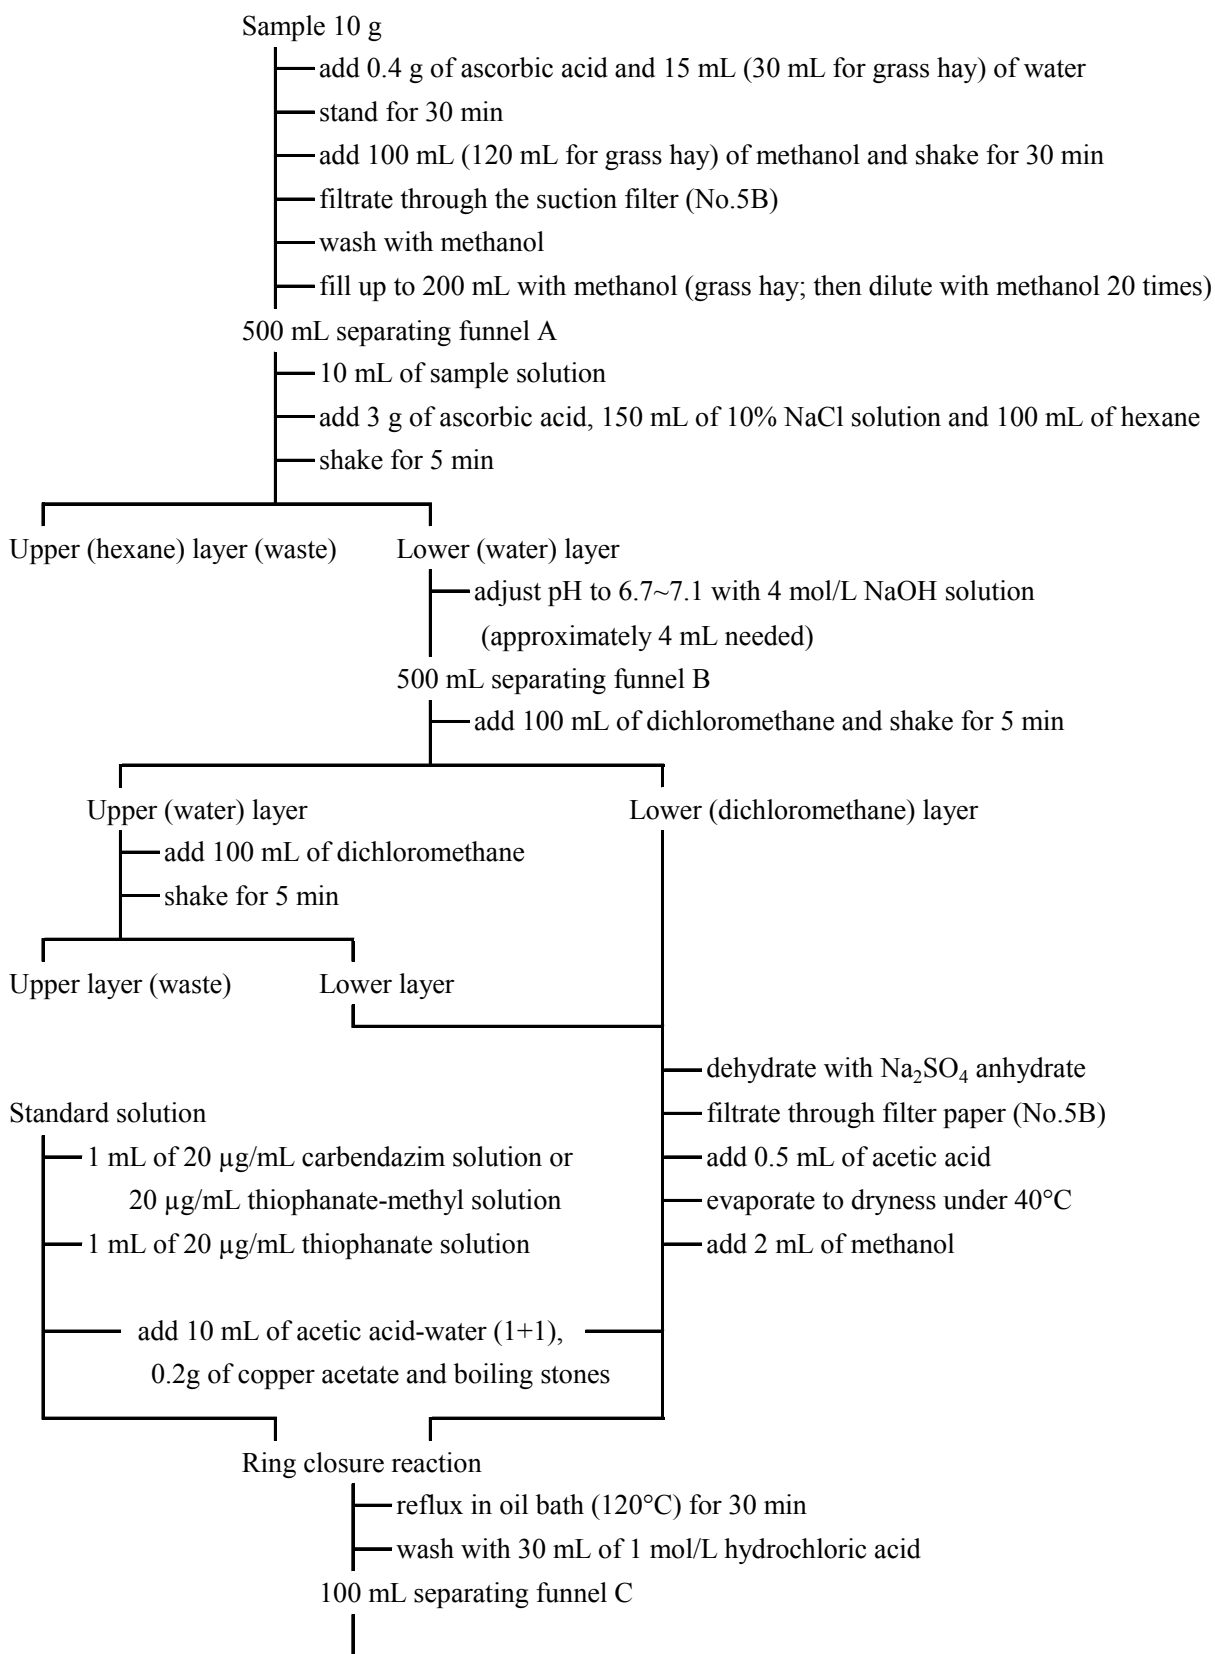 Sample 10 g
add 0.4 g of ascorbic acid and 15 mL (30 mL for grass hay) of water
stand for 30 min
add 100 mL (120 mL for grass hay) of methanol and shake for 30 min
filtrate through the suction filter (No.5B)
wash with methanol
fill up to 200 mL with methanol (grass hay; then dilute with methanol 20 times)
500 mL separating funnel A
10 mL of sample solution
add 3 g of ascorbic acid, 150 mL of 10% NaCl solution and 100 mL of hexane
shake for 5 min
Upper (hexane) layer (waste)
Lower (water) layer
adjust pH to 6.7~7.1 with 4 mol/L NaOH solution
(approximately 4 mL needed)
500 mL separating funnel B
add 100 mL of dichloromethane and shake for 5 min
Upper (water) layer
Lower (dichloromethane) layer
add 100 mL of dichloromethane
shake for 5 min
Upper layer (waste)
Lower layer
dehydrate with Na₂SO₄ anhydrate
filtrate through filter paper (No.5B)
add 0.5 mL of acetic acid
evaporate to dryness under 40°C
add 2 mL of methanol
Standard solution
1 mL of 20 µg/mL carbendazim solution or
20 µg/mL thiophanate-methyl solution
1 mL of 20 µg/mL thiophanate solution
add 10 mL of acetic acid-water (1+1),
0.2g of copper acetate and boiling stones
Ring closure reaction
reflux in oil bath (120°C) for 30 min
wash with 30 mL of 1 mol/L hydrochloric acid
100 mL separating funnel C